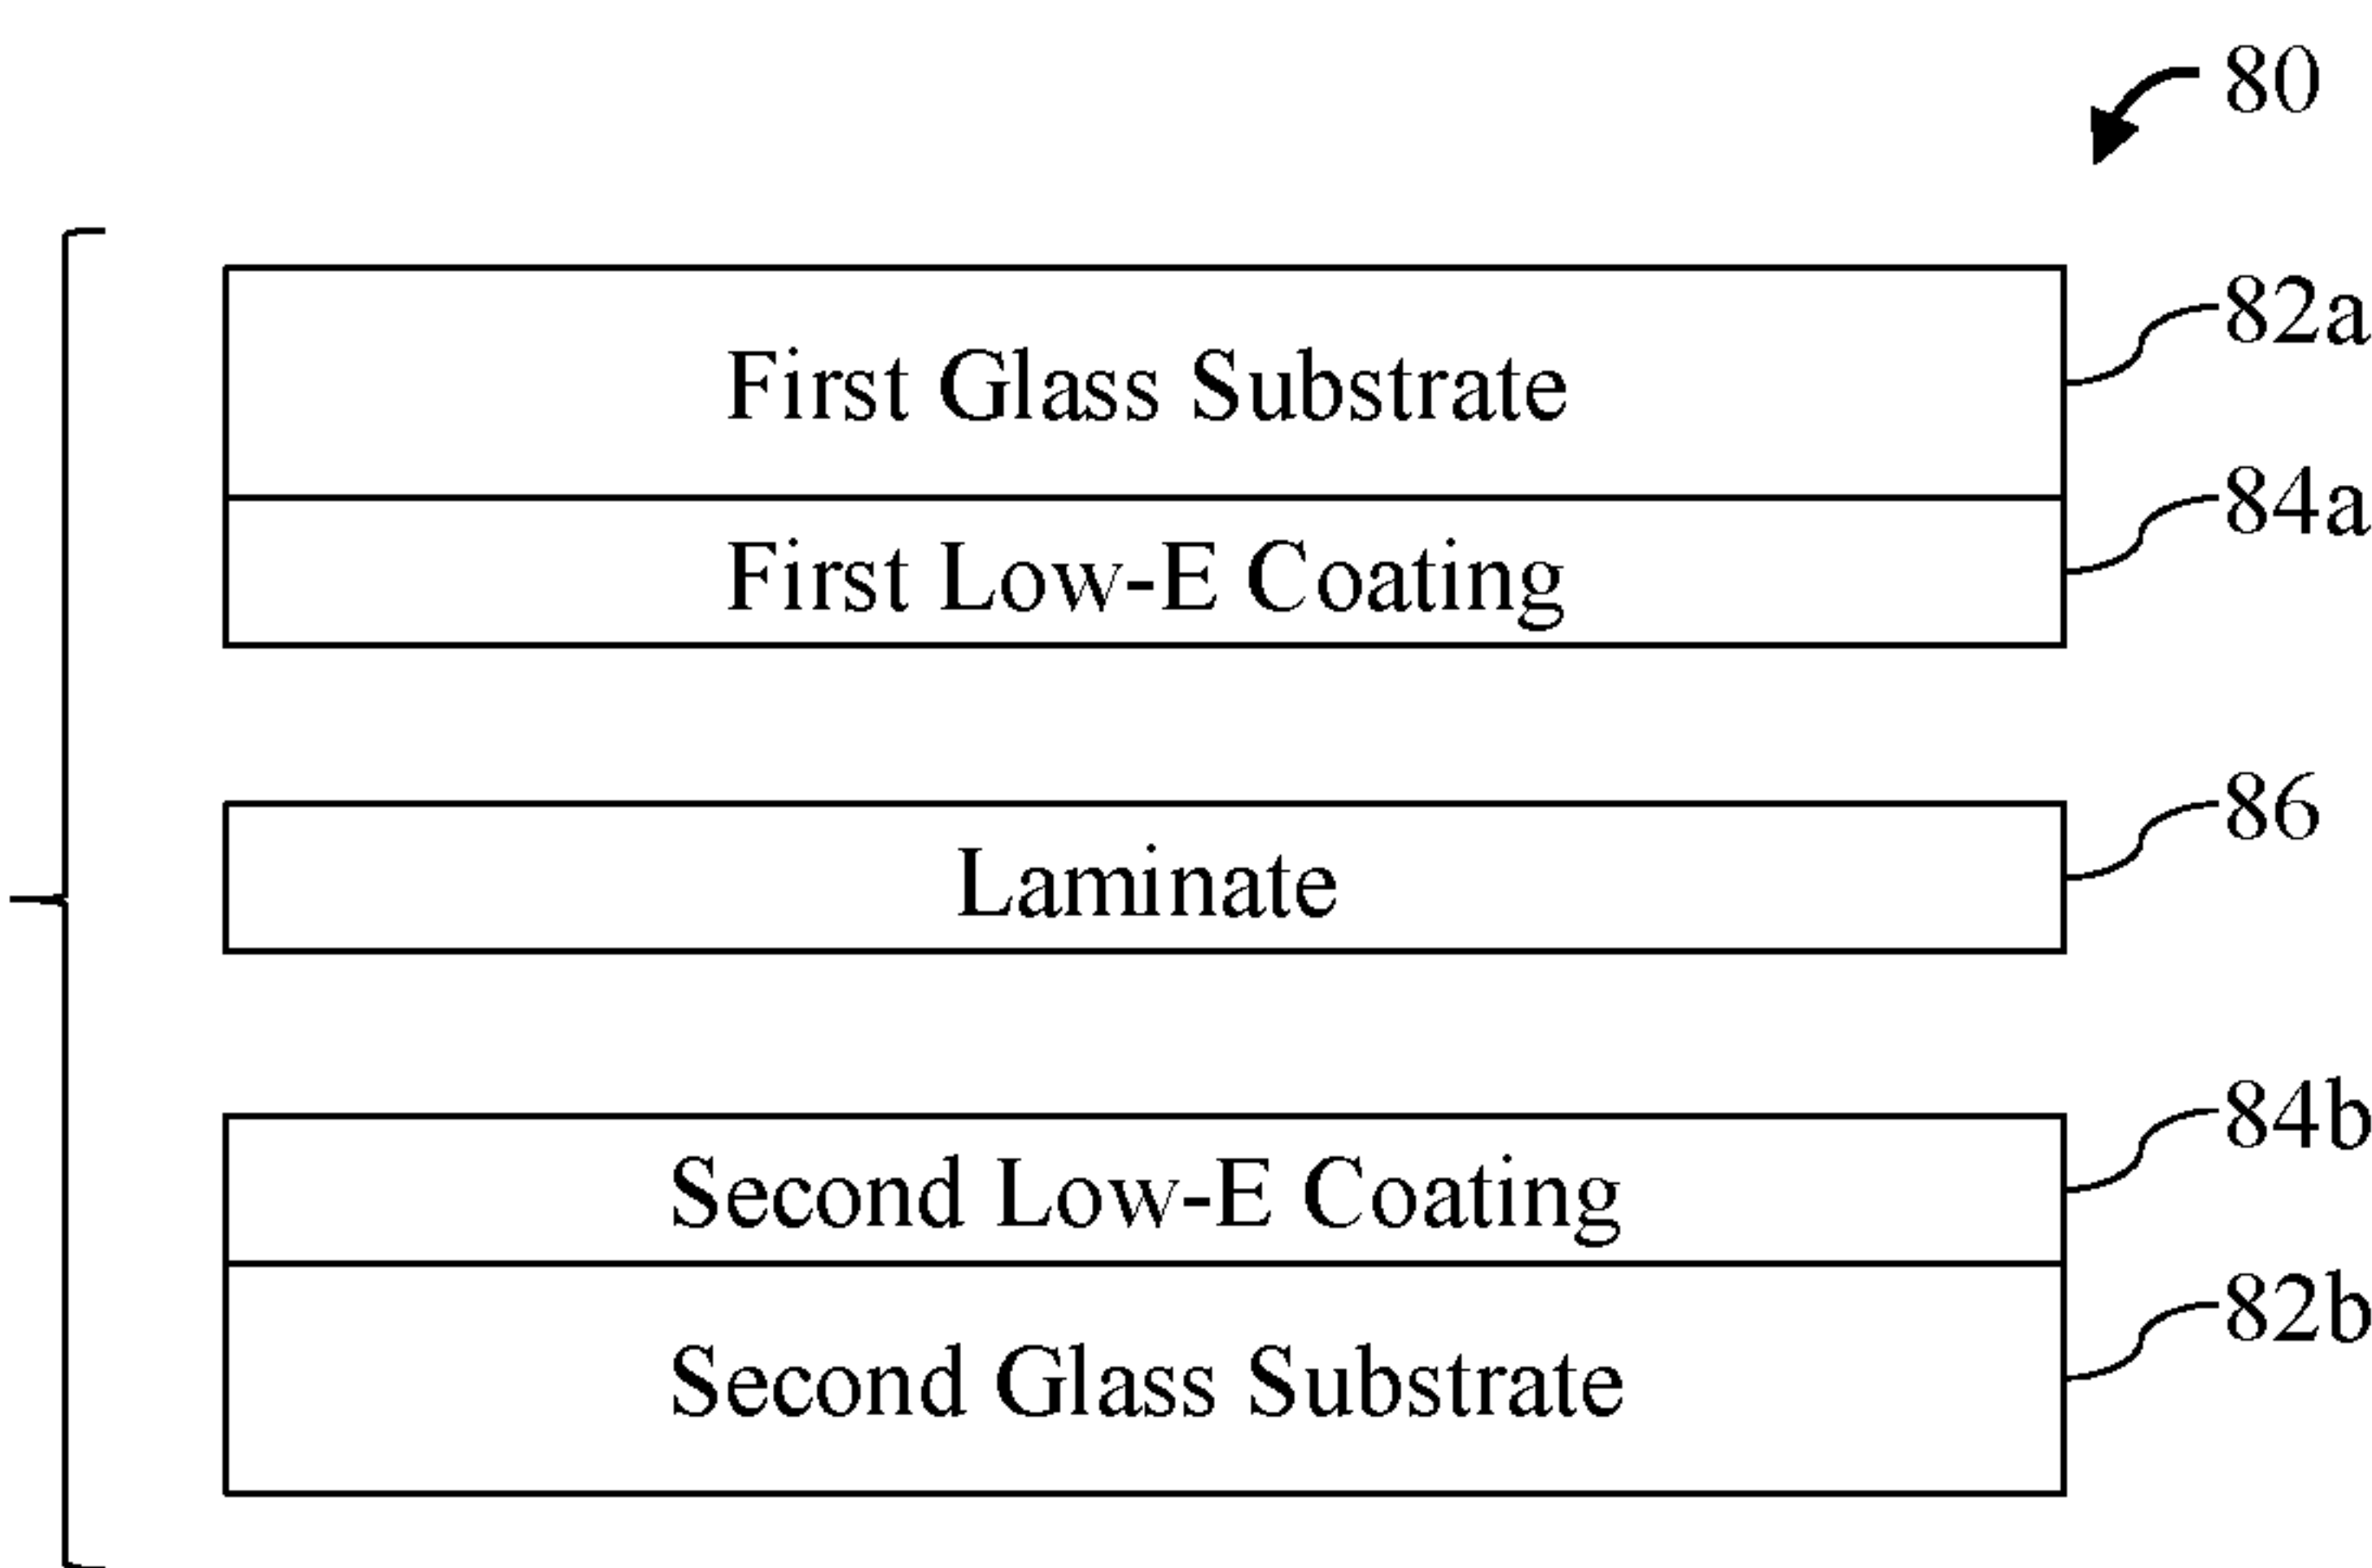 80
First Glass Substrate 82a
First Low-E Coating 84a
Laminate 86
Second Low-E Coating 84b
Second Glass Substrate 82b